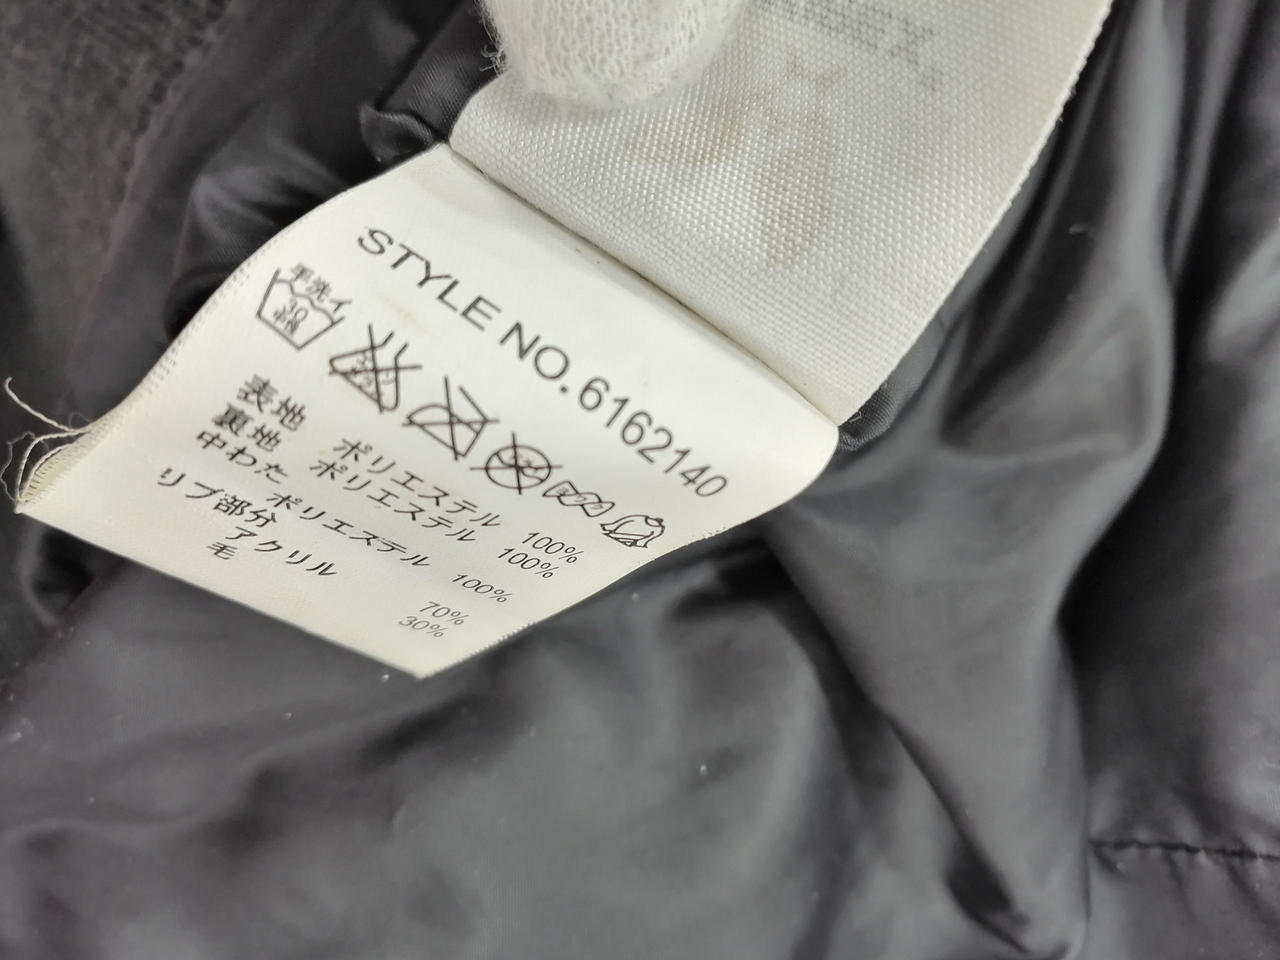 STYLE NO.6162140
手洗イ
30
中性
表地 ポリエステル 100%
裏地 ポリエステル 100%
中わた ポリエステル 100%
リブ部分
アクリル 70%
毛 30%